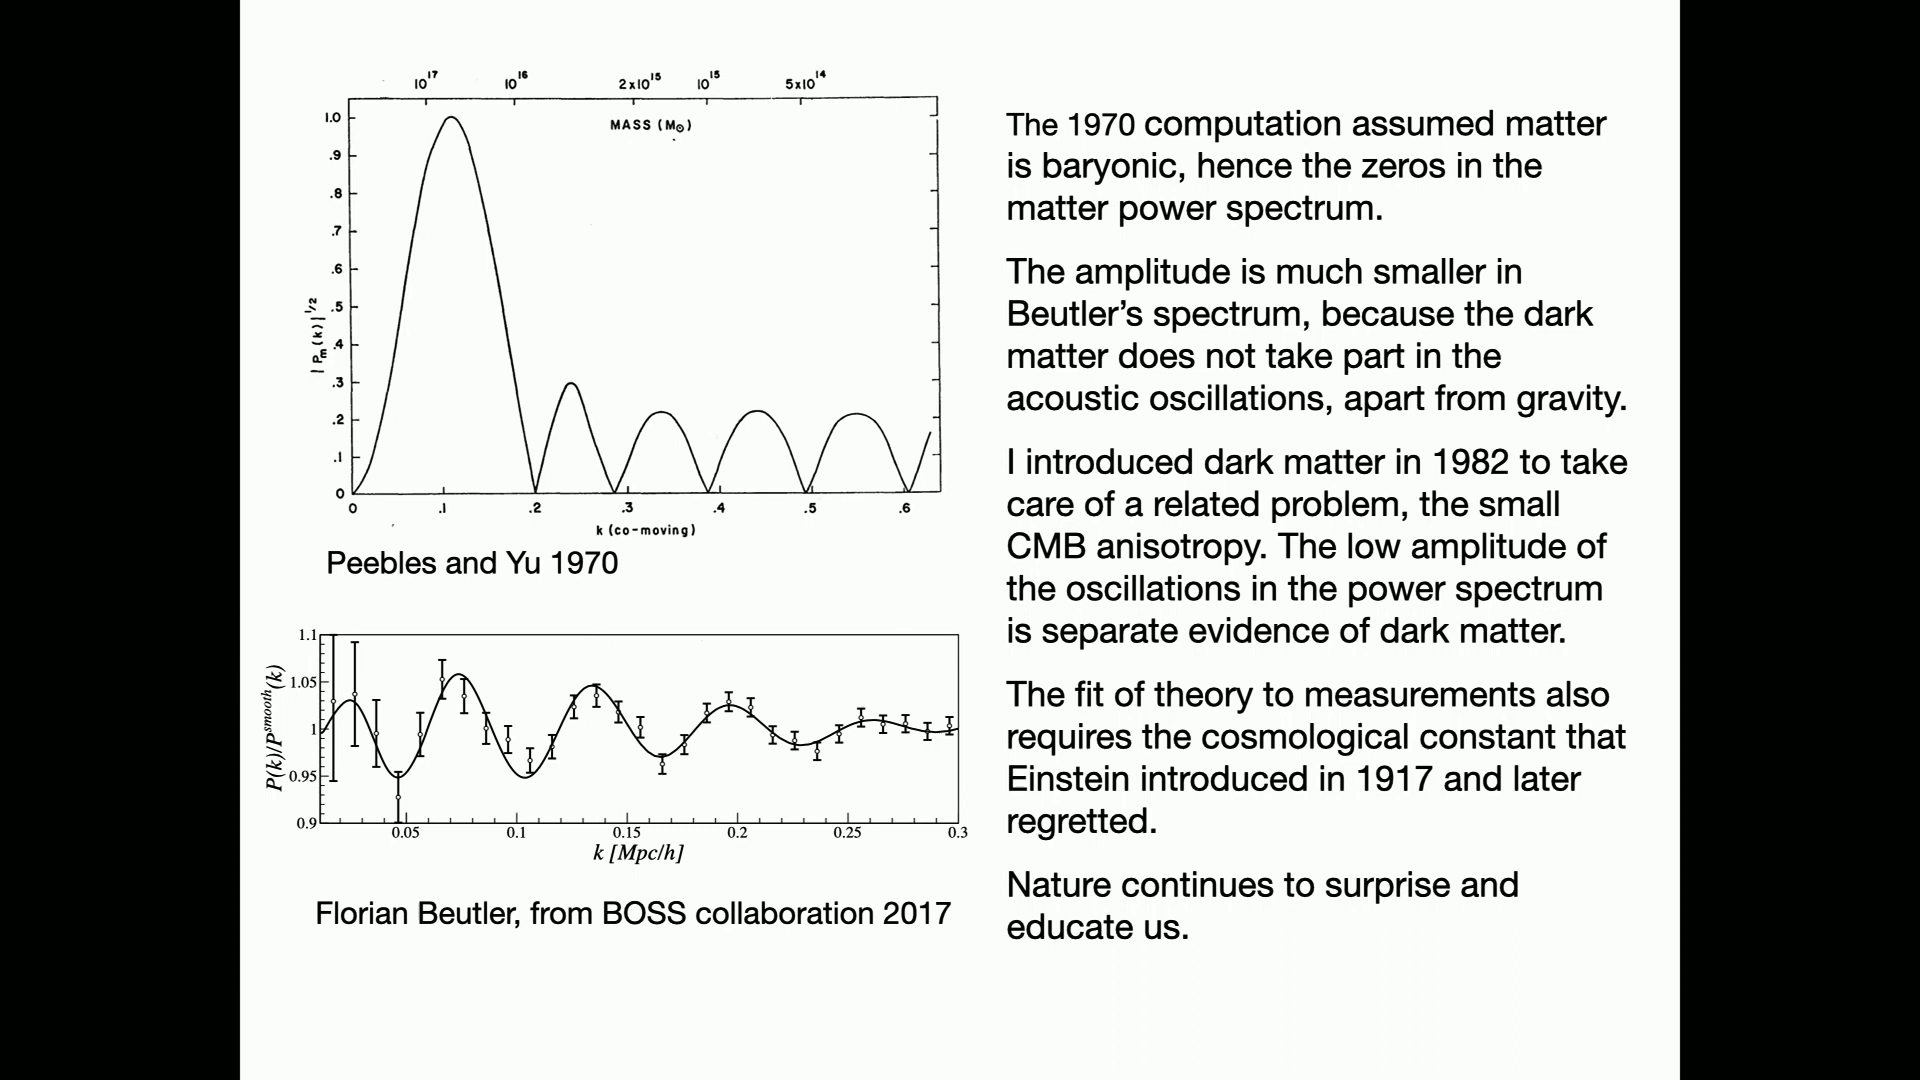 10^17 10^16 2x10^15 10^15 5x10^14
MASS (M⊙)
1.0
.9
.8
.7
.6
.5
.4
.3
.2
.1
0
|Pm(k)|^1/2
0 .1 .2 .3 .4 .5 .6
k (co-moving)
Peebles and Yu 1970
1.1
1.05
1
0.95
0.9
P(k)/P^smooth(k)
0.05 0.1 0.15 0.2 0.25 0.3
k [Mpc/h]
Florian Beutler, from BOSS collaboration 2017
The 1970 computation assumed matter
is baryonic, hence the zeros in the
matter power spectrum.
The amplitude is much smaller in
Beutler’s spectrum, because the dark
matter does not take part in the
acoustic oscillations, apart from gravity.
I introduced dark matter in 1982 to take
care of a related problem, the small
CMB anisotropy. The low amplitude of
the oscillations in the power spectrum
is separate evidence of dark matter.
The fit of theory to measurements also
requires the cosmological constant that
Einstein introduced in 1917 and later
regretted.
Nature continues to surprise and
educate us.